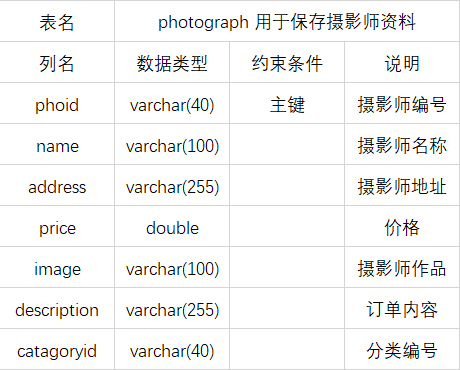 表名 photograph 用于保存摄影师资料
列名 数据类型 约束条件 说明
phoid varchar(40) 主键 摄影师编号
name varchar(100) 摄影师名称
address varchar(255) 摄影师地址
price double 价格
image varchar(100) 摄影师作品
description varchar(255) 订单内容
catagoryid varchar(40) 分类编号